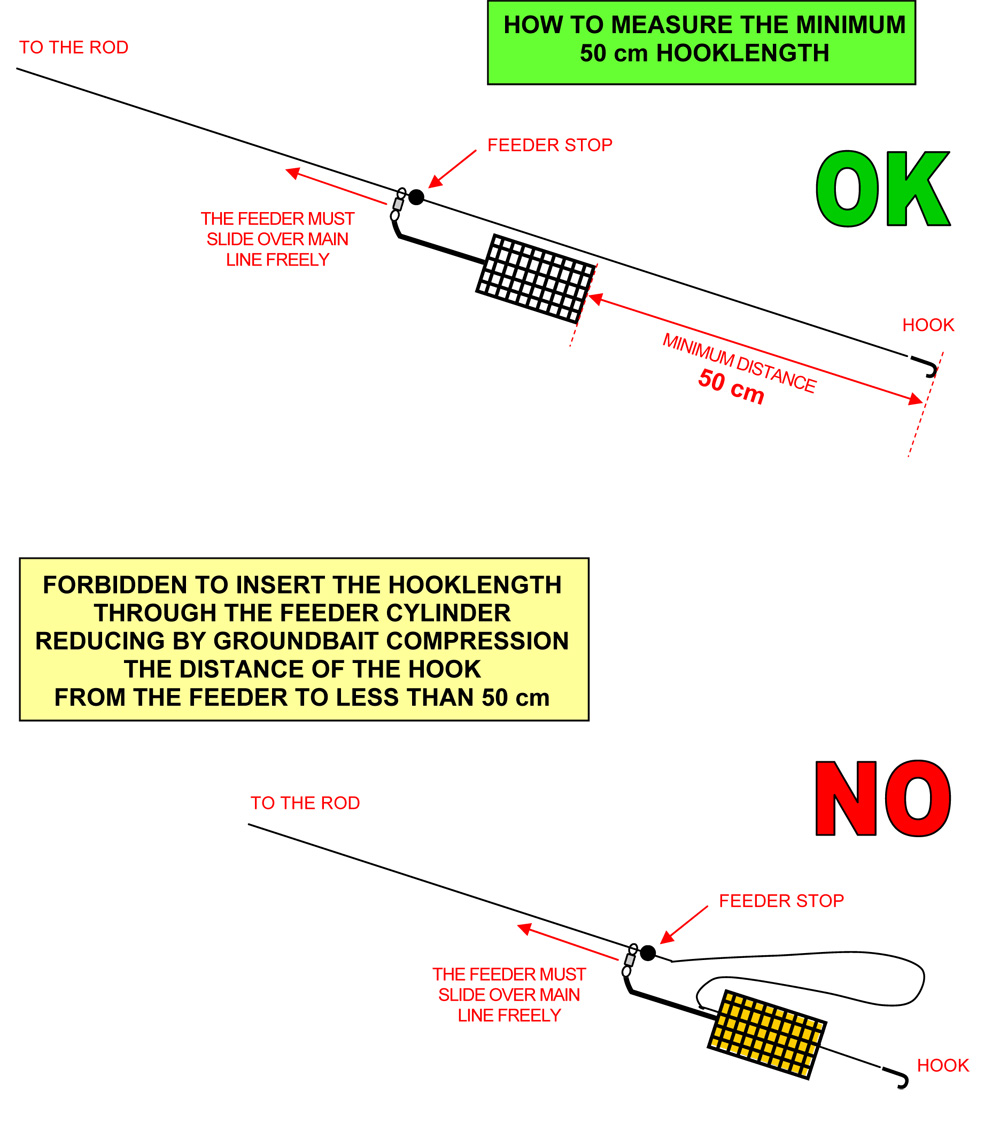 HOW TO MEASURE THE MINIMUM
50 cm HOOKLENGTH
TO THE ROD
FEEDER STOP
OK
THE FEEDER MUST
SLIDE OVER MAIN
LINE FREELY
HOOK
MINIMUM DISTANCE
50 cm
FORBIDDEN TO INSERT THE HOOKLENGTH
THROUGH THE FEEDER CYLINDER
REDUCING BY GROUNDBAIT COMPRESSION
THE DISTANCE OF THE HOOK
FROM THE FEEDER TO LESS THAN 50 cm
NO
TO THE ROD
FEEDER STOP
THE FEEDER MUST
SLIDE OVER MAIN
LINE FREELY
HOOK